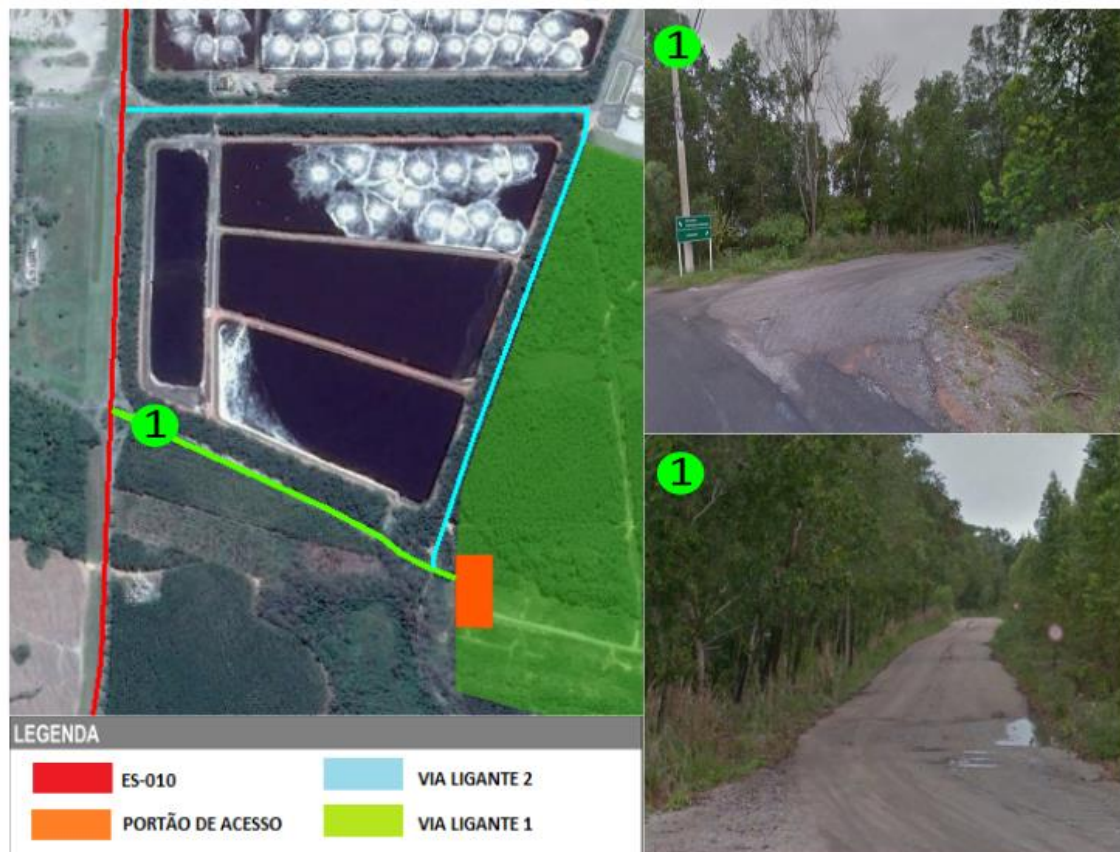 1
1
1
LEGENDA
ES-010
VIA LIGANTE 2
PORTÃO DE ACESSO
VIA LIGANTE 1